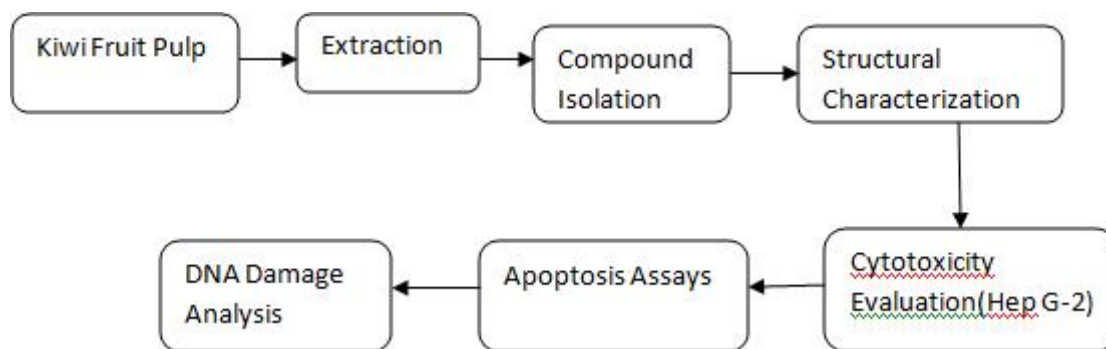 Kiwi Fruit Pulp
Extraction
Compound
Isolation
Structural
Characterization
Cytotoxicity
Evaluation(Hep G-2)
Apoptosis Assays
DNA Damage
Analysis